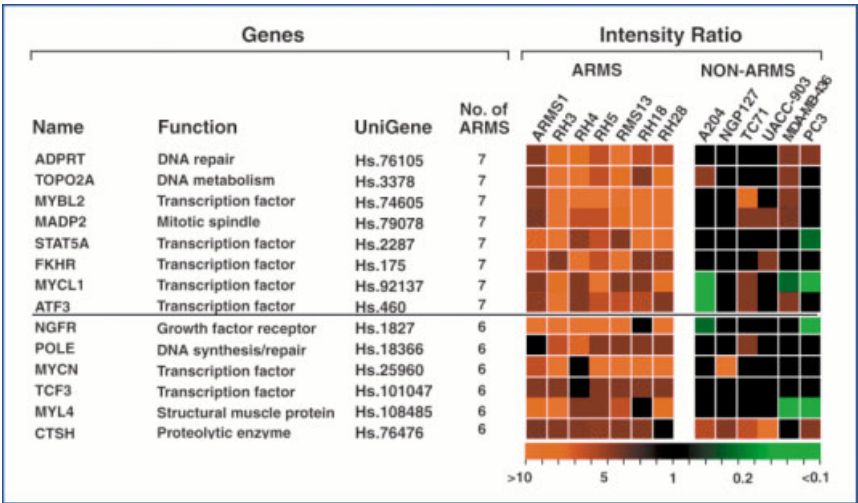 Genes Intensity Ratio
ARMS NON-ARMS
Name Function UniGene No. of ARMS ARMS1 RH3 RH4 RH5 RMS13 RH18 RH28 A204 NGP127 TC71 UACC-903 MDA-MB-436 PC3
ADPRT DNA repair Hs.76105 7
TOPO2A DNA metabolism Hs.3378 7
MYBL2 Transcription factor Hs.74605 7
MADP2 Mitotic spindle Hs.79078 7
STAT5A Transcription factor Hs.2287 7
FKHR Transcription factor Hs.175 7
MYCL1 Transcription factor Hs.92137 7
ATF3 Transcription factor Hs.460 7
NGFR Growth factor receptor Hs.1827 6
POLE DNA synthesis/repair Hs.18366 6
MYCN Transcription factor Hs.25960 6
TCF3 Transcription factor Hs.101047 6
MYL4 Structural muscle protein Hs.108485 6
CTSH Proteolytic enzyme Hs.76476 6
>10 5 1 0.2 <0.1